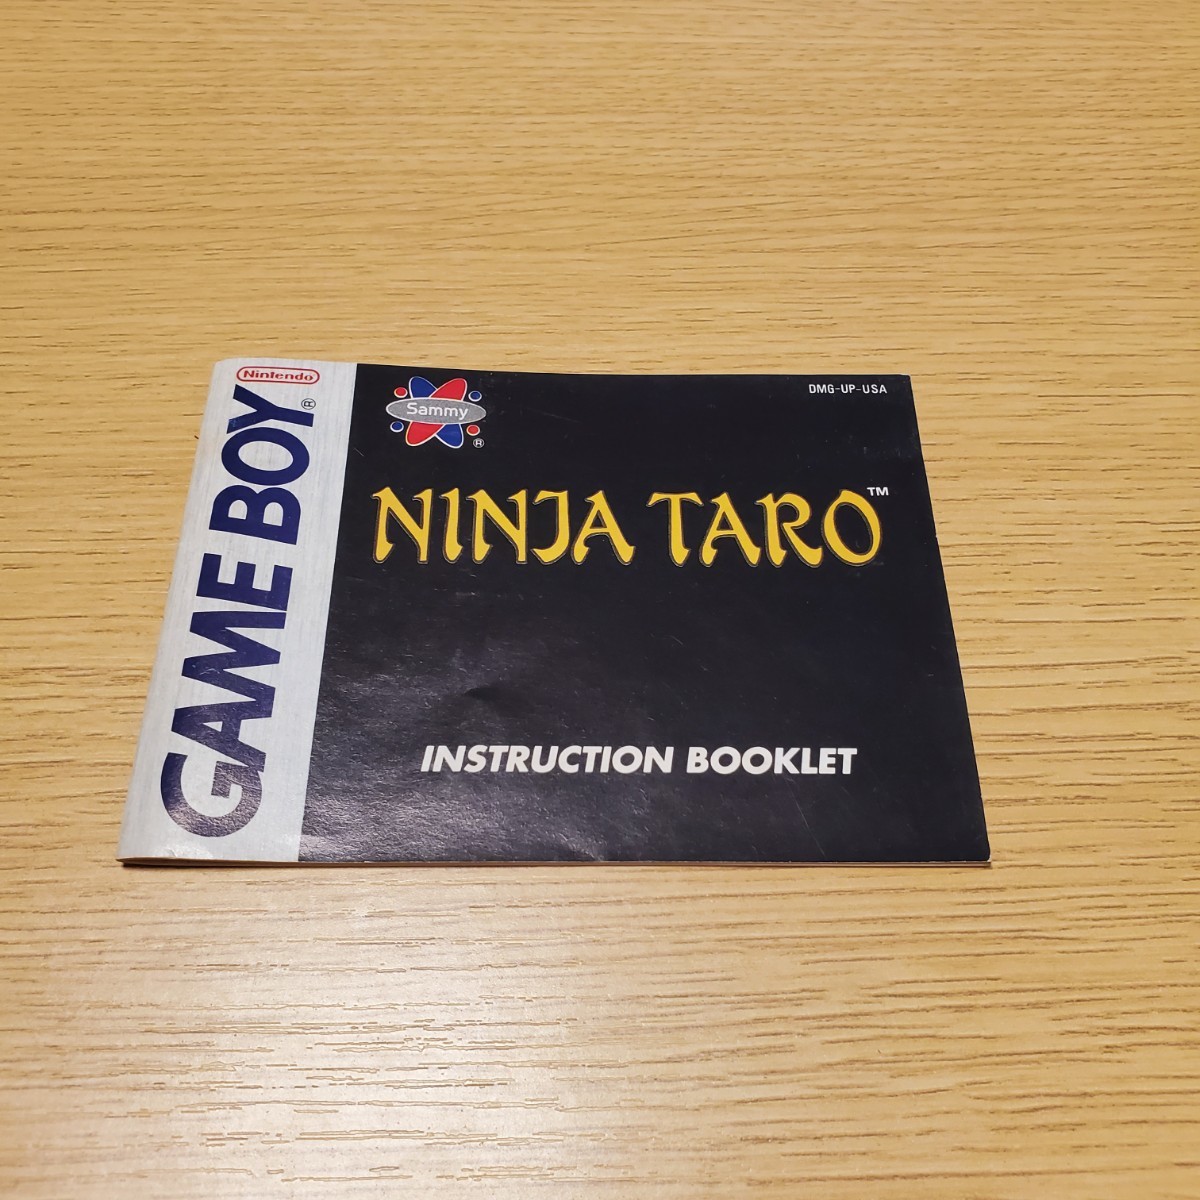 Nintendo
GAME BOY®
Sammy
®
DMG-UP-USA
NINJA TARO™
INSTRUCTION BOOKLET